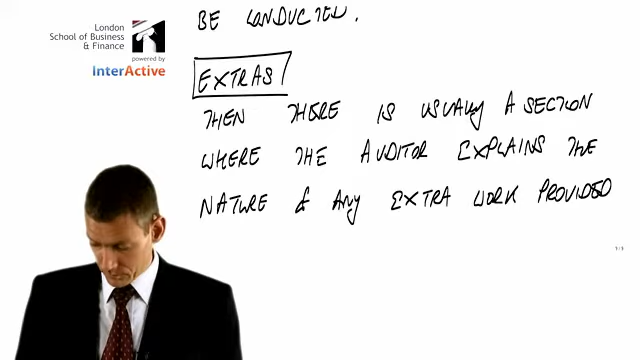 London
School of Business
& Finance
powered by
InterActive
BE CONDUCTED.
EXTRAS
THEN THERE IS USUALLY A SECTION
WHERE THE AUDITOR EXPLAINS THE
NATURE & ANY EXTRA WORK PROVIDED